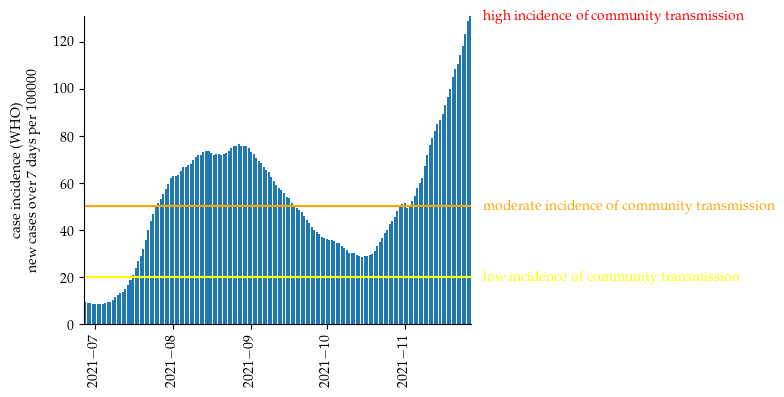 high incidence of community transmission
120
100
80
60
40
20
0
case incidence (WHO)
new cases over 7 days per 100000
moderate incidence of community transmission
low incidence of community transmission
2021−07
2021−08
2021−09
2021−10
2021−11